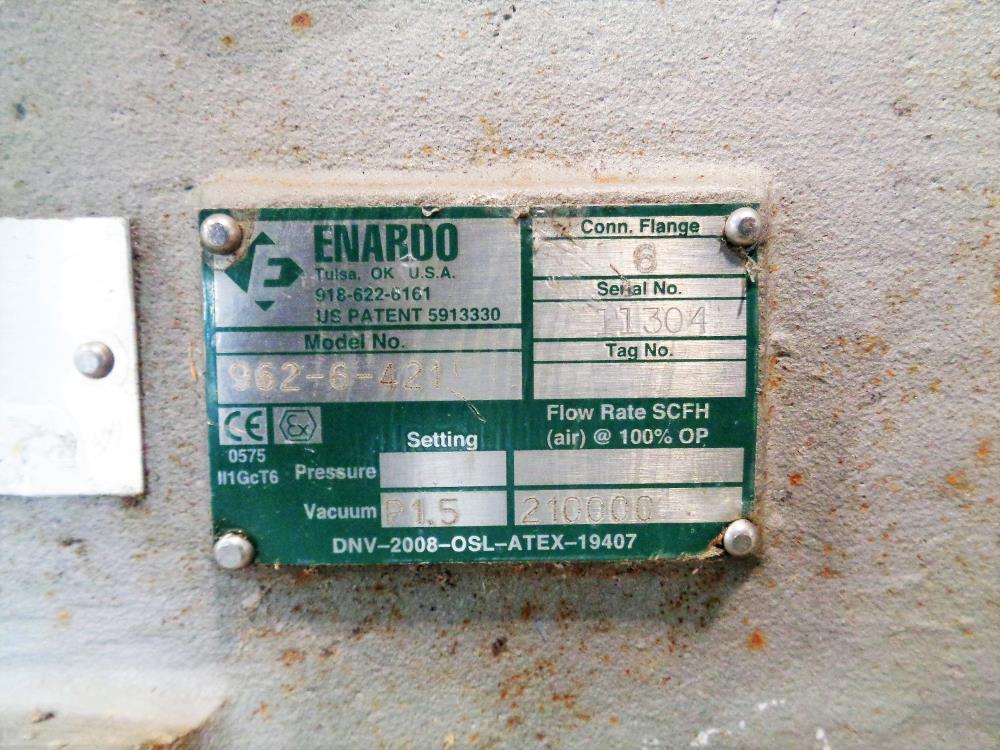 ENARDO
Tulsa, OK U.S.A.
918-622-6161
US PATENT 5913330
Model No.
962-6-421
Conn. Flange
6
Serial No.
11304
Tag No.
CE Ex
0575
II1GcT6
Setting
Flow Rate SCFH
(air) @ 100% OP
Pressure
Vacuum P1.5 210000
DNV-2008-OSL-ATEX-19407